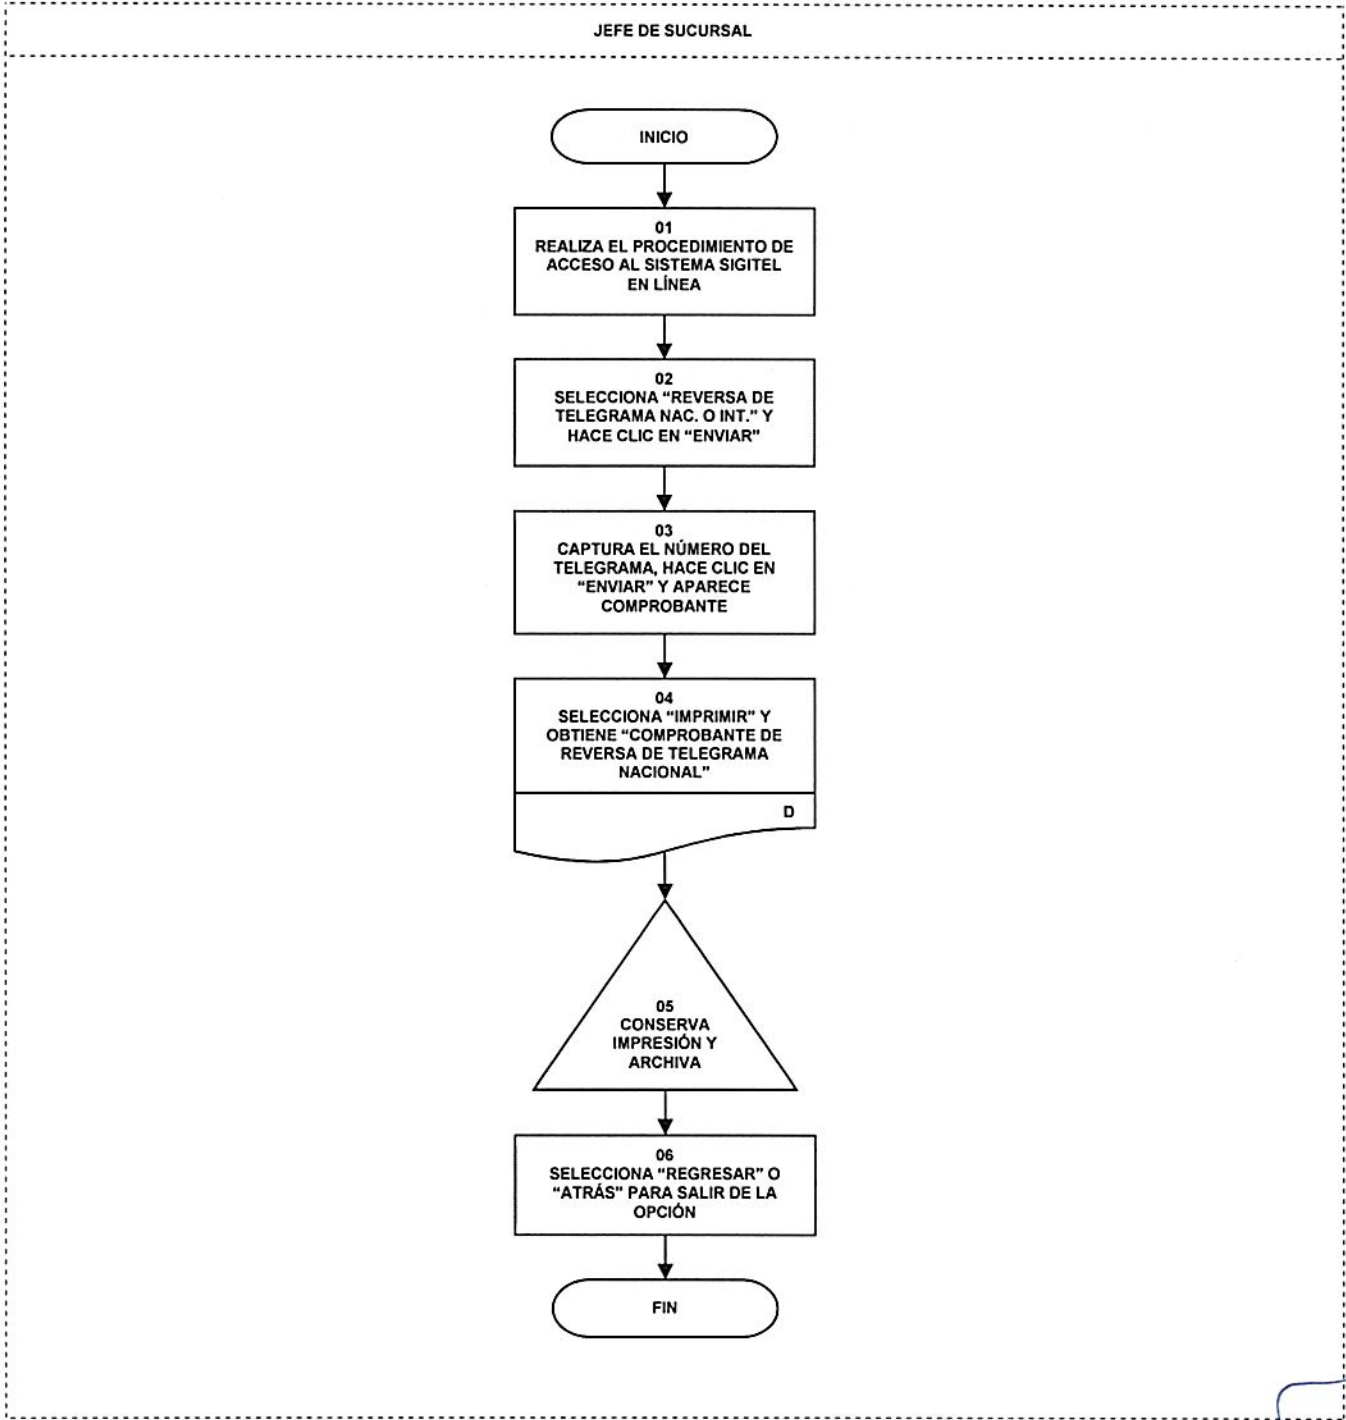 JEFE DE SUCURSAL
INICIO
01
REALIZA EL PROCEDIMIENTO DE
ACCESO AL SISTEMA SIGITEL
EN LÍNEA
02
SELECCIONA “REVERSA DE
TELEGRAMA NAC. O INT.” Y
HACE CLIC EN “ENVIAR”
03
CAPTURA EL NÚMERO DEL
TELEGRAMA, HACE CLIC EN
“ENVIAR” Y APARECE
COMPROBANTE
04
SELECCIONA “IMPRIMIR” Y
OBTIENE “COMPROBANTE DE
REVERSA DE TELEGRAMA
NACIONAL”
D
05
CONSERVA
IMPRESIÓN Y
ARCHIVA
06
SELECCIONA “REGRESAR” O
“ATRÁS” PARA SALIR DE LA
OPCIÓN
FIN